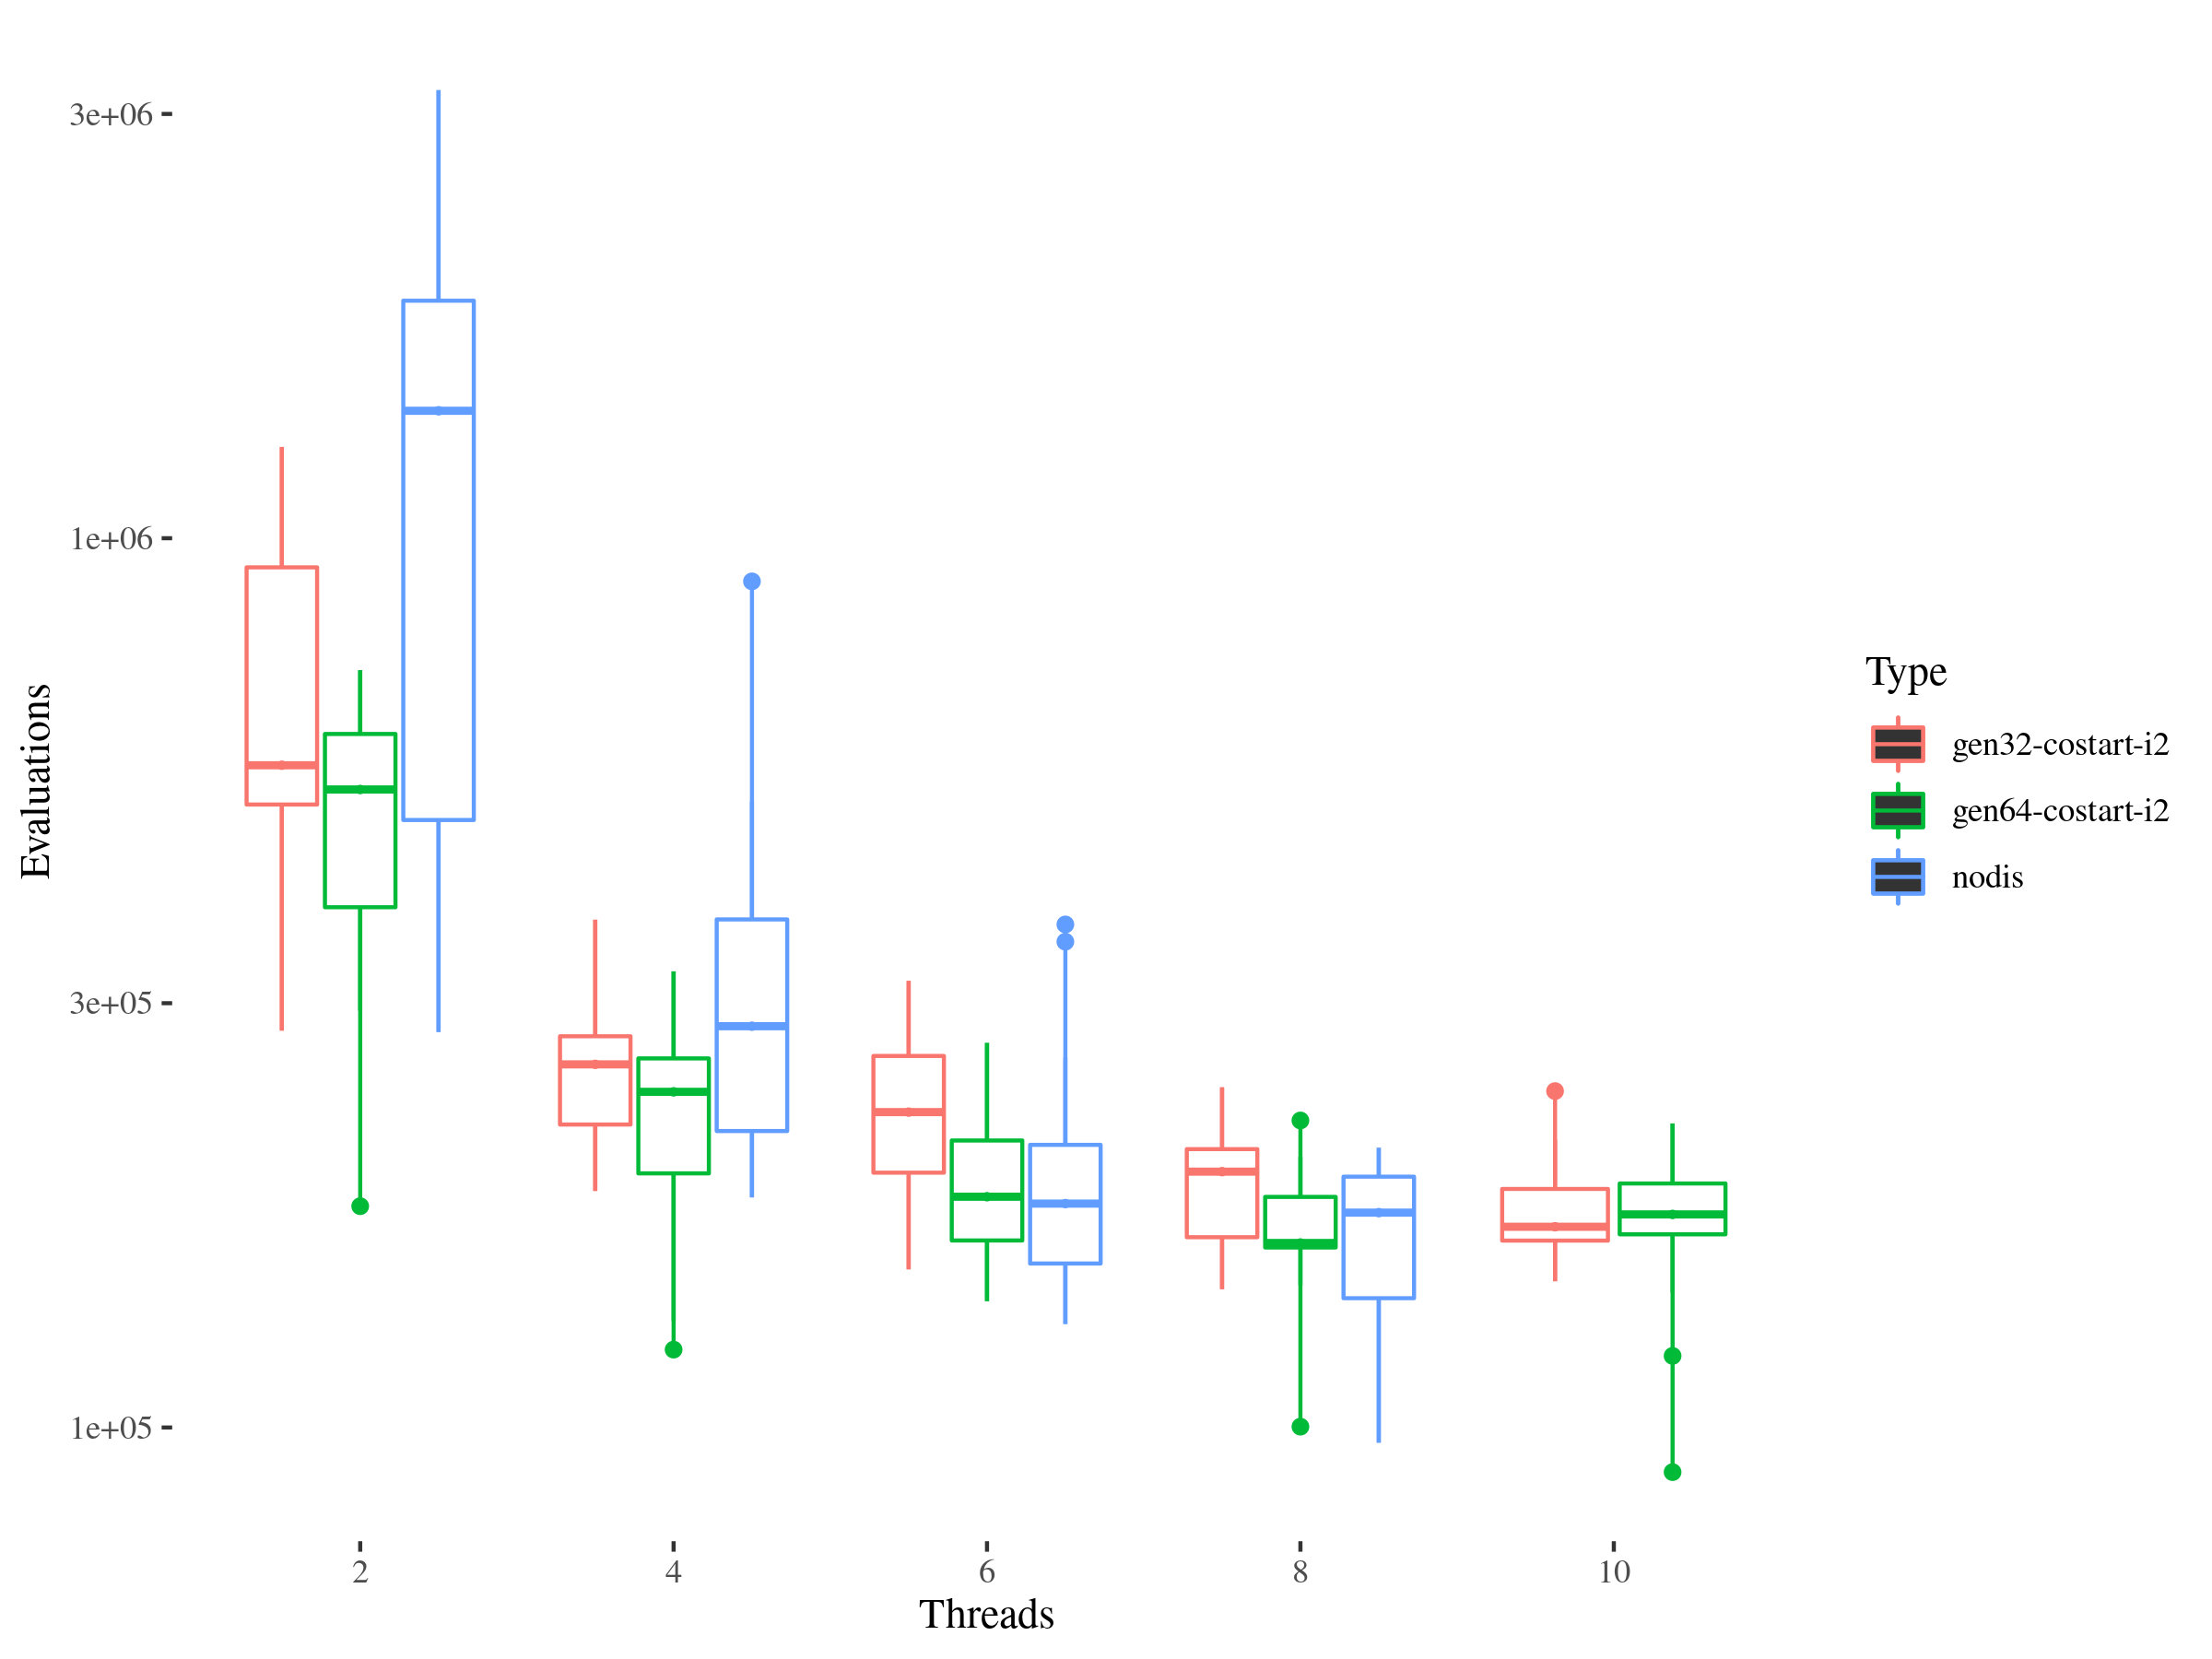 3e+06
1e+06
3e+05
1e+05
Evaluations
2 4 6 8 10
Threads
Type
gen32-costart-i2
gen64-costart-i2
nodis